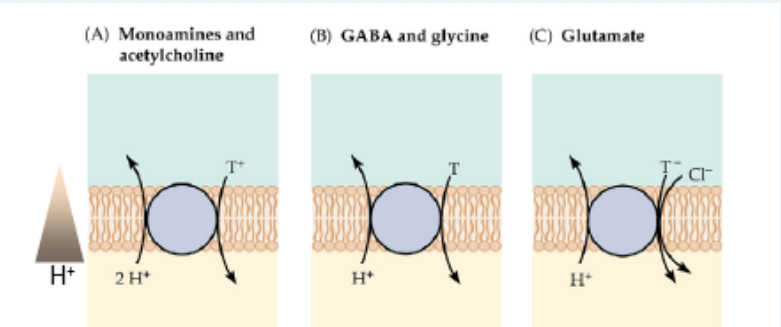 (A) Monoamines and
acetylcholine
(B) GABA and glycine
(C) Glutamate
T⁺
T
T⁻
Cl⁻
H⁺
2 H⁺
H⁺
H⁺